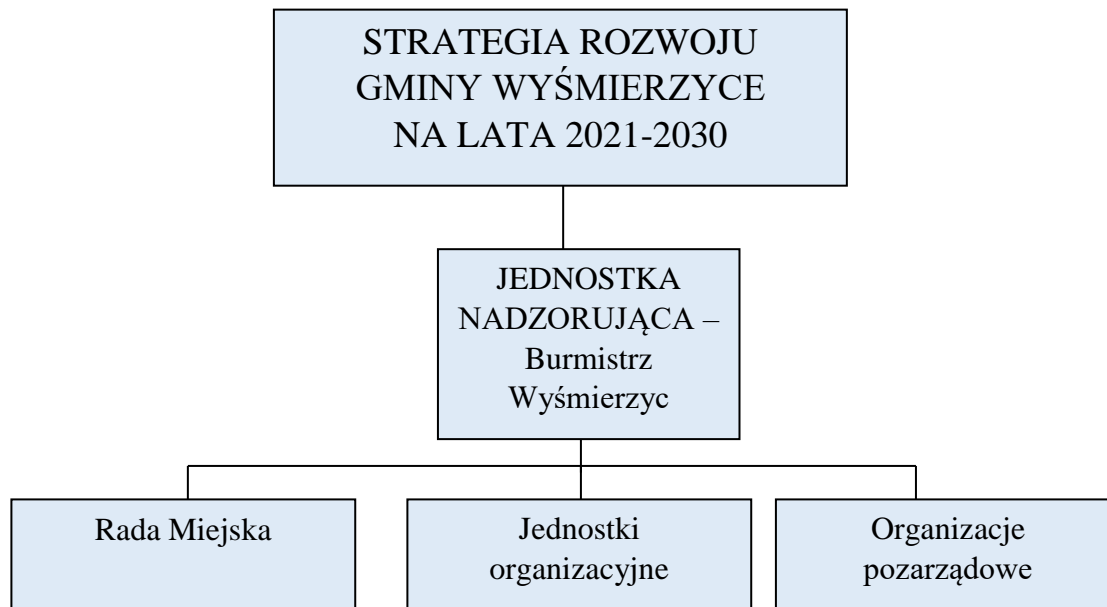 STRATEGIA ROZWOJU
GMINY WYŚMIERZYCE
NA LATA 2021-2030
JEDNOSTKA
NADZORUJĄCA –
Burmistrz
Wyśmierzyc
Rada Miejska
Jednostki
organizacyjne
Organizacje
pozarządowe